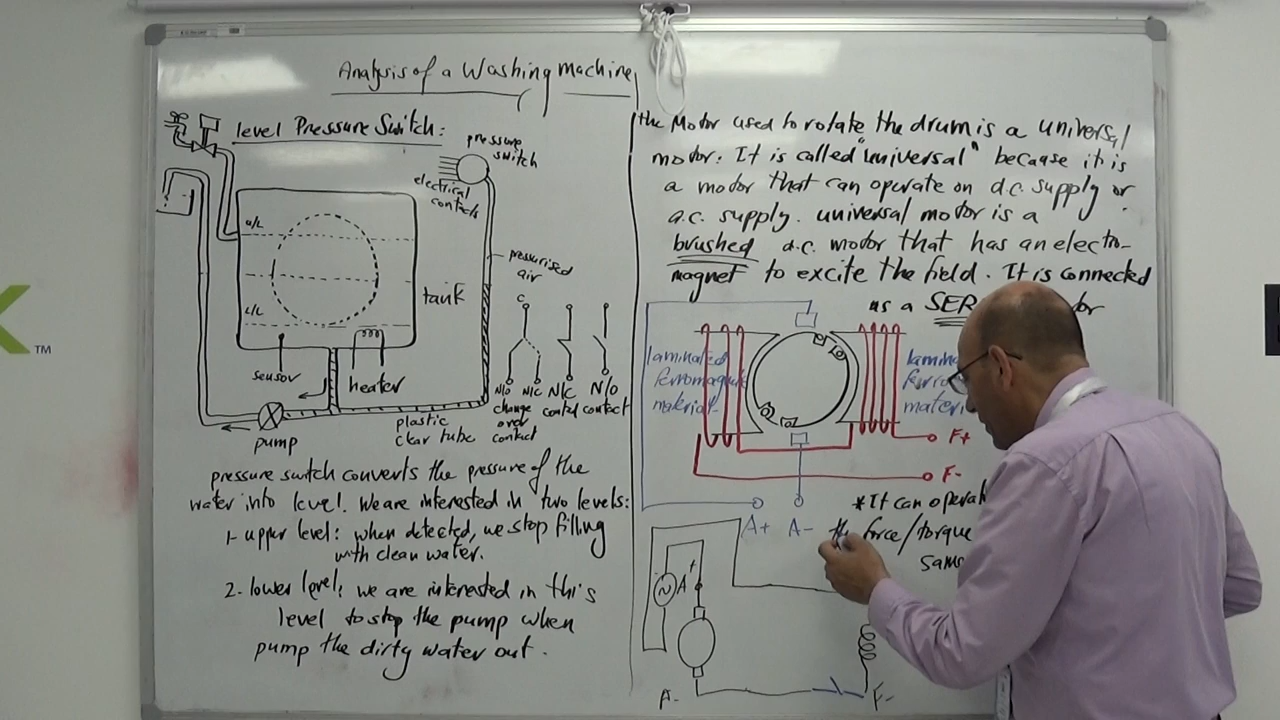 Analysis of a Washing machine
level Pressure Switch:
pressure
switch
electrical
contacts
U/L
pressurised
air
tank
L/L
C
sensor
heater
N/O N/C N/C N/O
change contact contact
over
contact
plastic
clear tube
pump
pressure switch converts the pressure of the
water into level. We are interested in two levels:
1- upper level: when detected, we stop filling
with clean water.
2- lower level: we are interested in this
level to stop the pump when
pump the dirty water out.
the Motor used to rotate the drum is a universal
motor. It is called "universal" because it is
a motor that can operate on d.c. supply or
a.c. supply. universal motor is a
brushed d.c. motor that has an electro-
magnet to excite the field. It is connected
as a SER
laminated
ferromagnetic
material
F+
F-
A+ A-
* It can operat
the force/torque
same
N A+
A- F-
TM